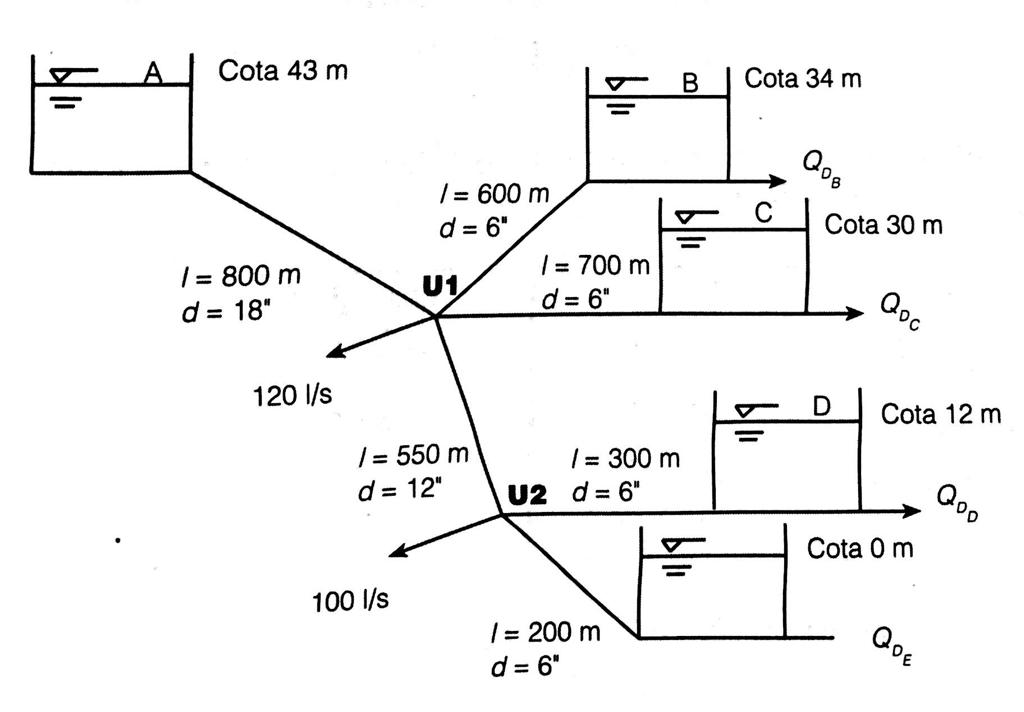 A
Cota 43 m
B
Cota 34 m
Q_{D_B}
l = 600 m
d = 6"
C
Cota 30 m
l = 700 m
d = 6"
Q_{D_C}
U1
l = 800 m
d = 18"
120 l/s
D
Cota 12 m
l = 550 m
d = 12"
l = 300 m
d = 6"
U2
Q_{D_D}
Cota 0 m
100 l/s
l = 200 m
d = 6"
Q_{D_E}